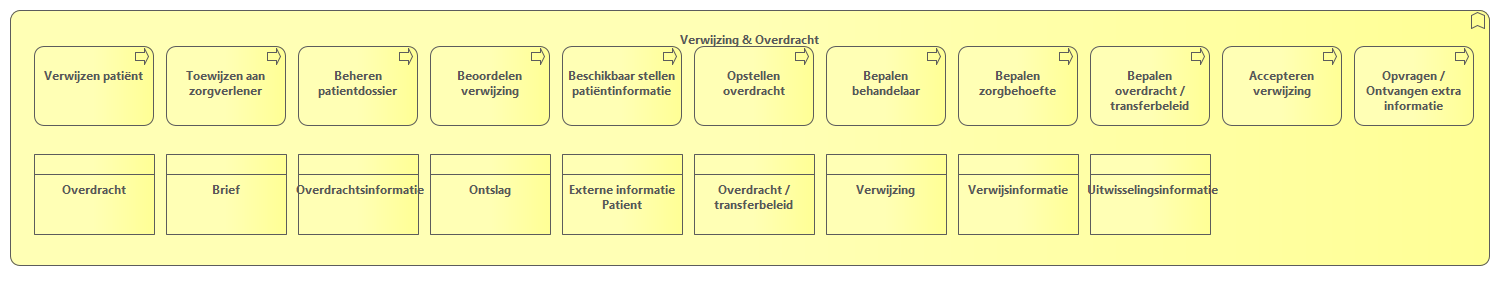 Verwijzing & Overdracht
Verwijzen patiënt
Toewijzen aan
zorgverlener
Beheren
patientdossier
Beoordelen
verwijzing
Beschikbaar stellen
patiëntinformatie
Opstellen
overdracht
Bepalen
behandelaar
Bepalen
zorgbehoefte
Bepalen
overdracht /
transferbeleid
Accepteren
verwijzing
Opvragen /
Ontvangen extra
informatie
Overdracht
Brief
Overdrachtsinformatie
Ontslag
Externe informatie
Patient
Overdracht /
transferbeleid
Verwijzing
Verwijsinformatie
Uitwisselingsinformatie